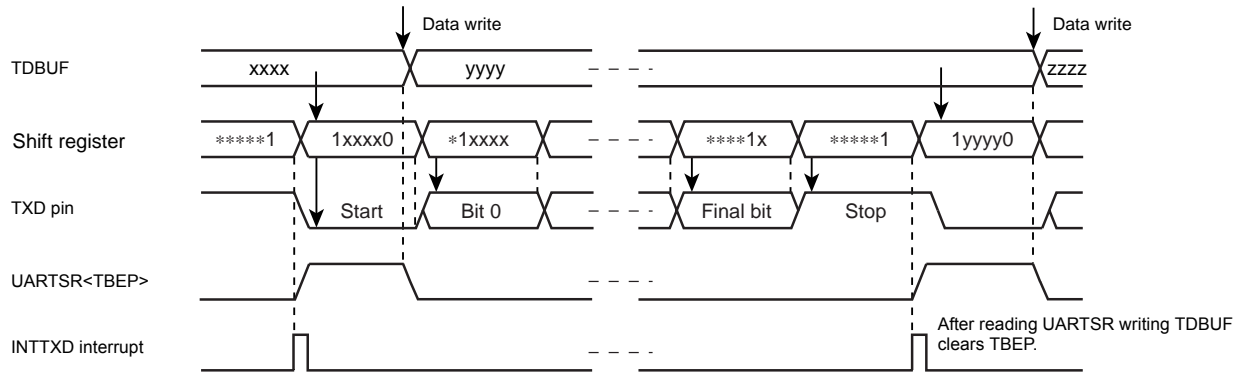 Data write Data write
TDBUF xxxx yyyy zzzz
Shift register *****1 1xxxx0 *1xxxx ****1x *****1 1yyyy0
TXD pin Start Bit 0 Final bit Stop
UARTSR<TBEP>
After reading UARTSR writing TDBUF
clears TBEP.
INTTXD interrupt